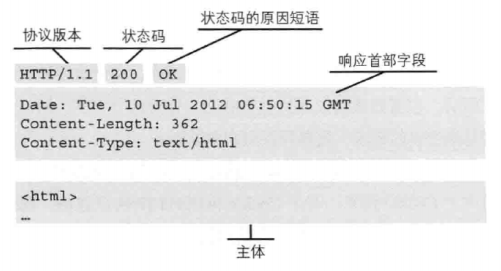 状态码的原因短语
协议版本 状态码
HTTP/1.1 200 OK
响应首部字段
Date: Tue, 10 Jul 2012 06:50:15 GMT
Content-Length: 362
Content-Type: text/html
<html>
…
主体